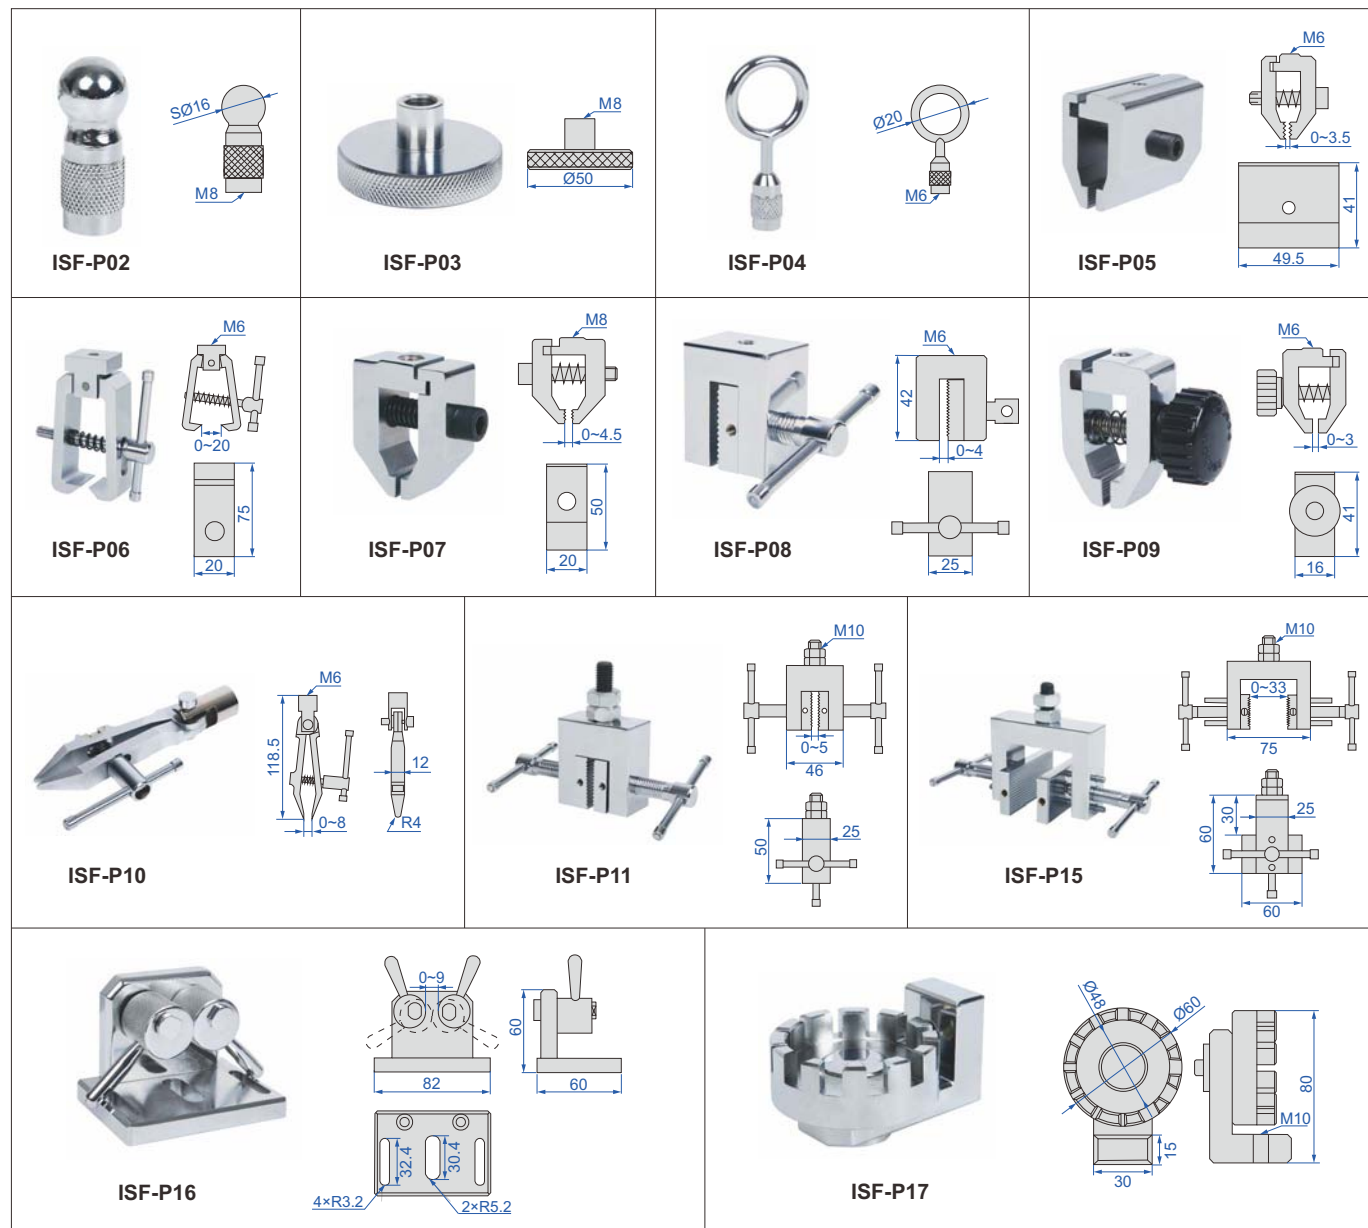 SØ16
M8
ISF-P02
M8
Ø50
ISF-P03
Ø20
M6
ISF-P04
M6
0~3.5
41
49.5
ISF-P05
M6
0~20
75
20
ISF-P06
M8
0~4.5
50
20
ISF-P07
M6
42
0~4
25
ISF-P08
M6
0~3
41
16
ISF-P09
M6
118.5
12
0~8
R4
ISF-P10
M10
0~5
46
50
25
ISF-P11
M10
0~33
75
30
60
25
60
ISF-P15
0~9
60
82
60
32.4
30.4
4×R3.2
2×R5.2
ISF-P16
Ø48
Ø60
80
M10
15
30
ISF-P17